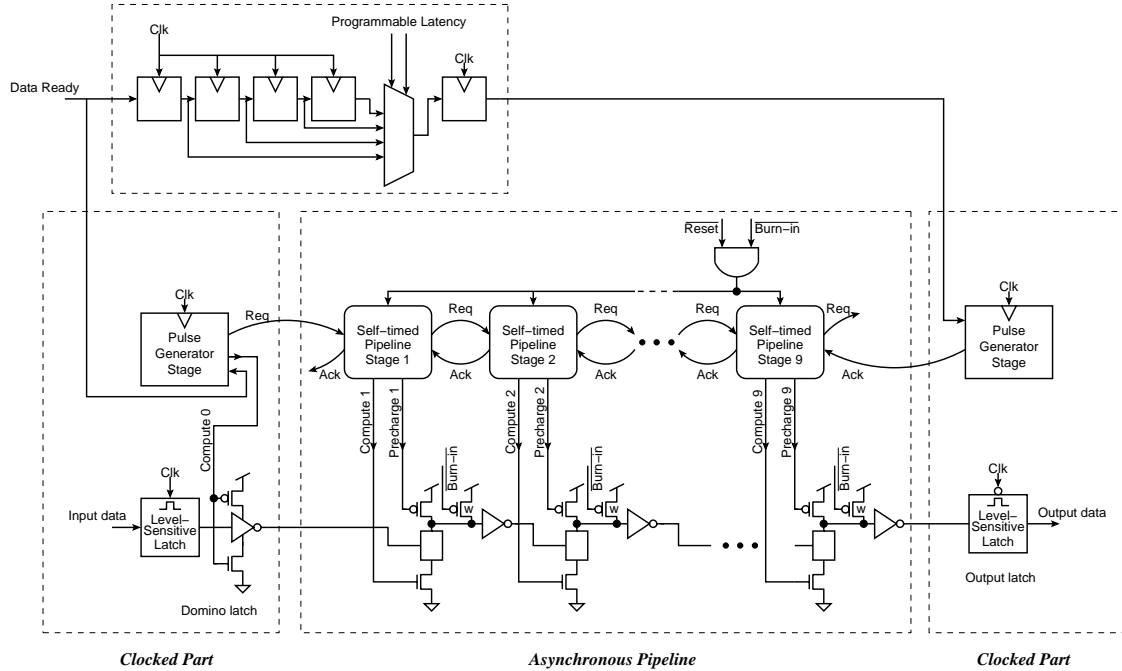 Programmable Latency
Clk
Clk
Data Ready
Reset
Burn−in
Clk
Pulse
Generator
Stage
Req
Ack
Self−timed
Pipeline
Stage 1
Req
Ack
Self−timed
Pipeline
Stage 2
Req
Ack
Req
Ack
Self−timed
Pipeline
Stage 9
Req
Ack
Clk
Pulse
Generator
Stage
Compute 0
Compute 1
Precharge 1
Burn−in
Compute 2
Precharge 2
Burn−in
Compute 9
Precharge 9
Burn−in
Clk
Input data
Level−
Sensitive
Latch
Domino latch
w
w
w
Clk
Level−
Sensitive
Latch
Output data
Output latch
Clocked Part
Asynchronous Pipeline
Clocked Part